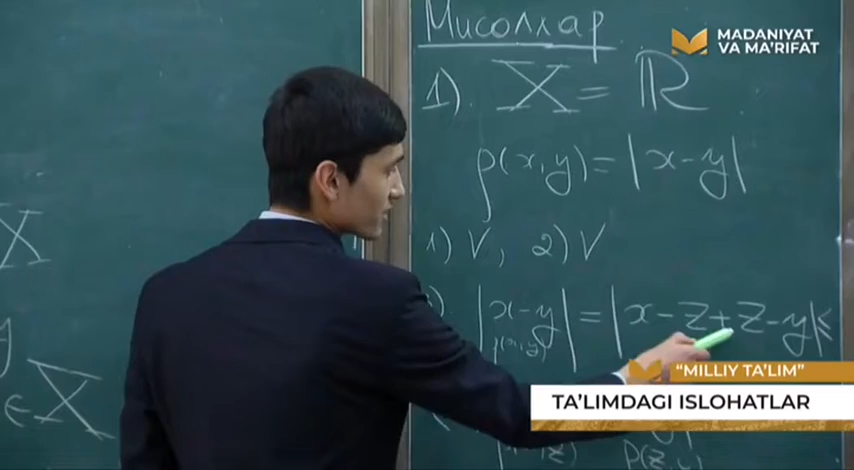 Мисоллар
MADANIYAT
VA MA'RIFAT
1) X = ℝ
ρ(x,y) = |x-y|
1) V, 2) V
|x-y| = |x-z+z-y| ≤
X
∈ X
"MILLIY TA'LIM"
TA'LIMDAGI ISLOHATLAR